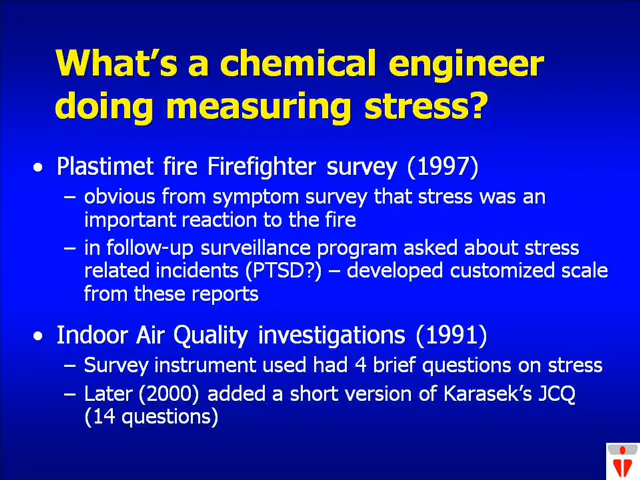 What's a chemical engineer
doing measuring stress?
• Plastimet fire Firefighter survey (1997)
– obvious from symptom survey that stress was an
important reaction to the fire
– in follow-up surveillance program asked about stress
related incidents (PTSD?) – developed customized scale
from these reports
• Indoor Air Quality investigations (1991)
– Survey instrument used had 4 brief questions on stress
– Later (2000) added a short version of Karasek's JCQ
(14 questions)